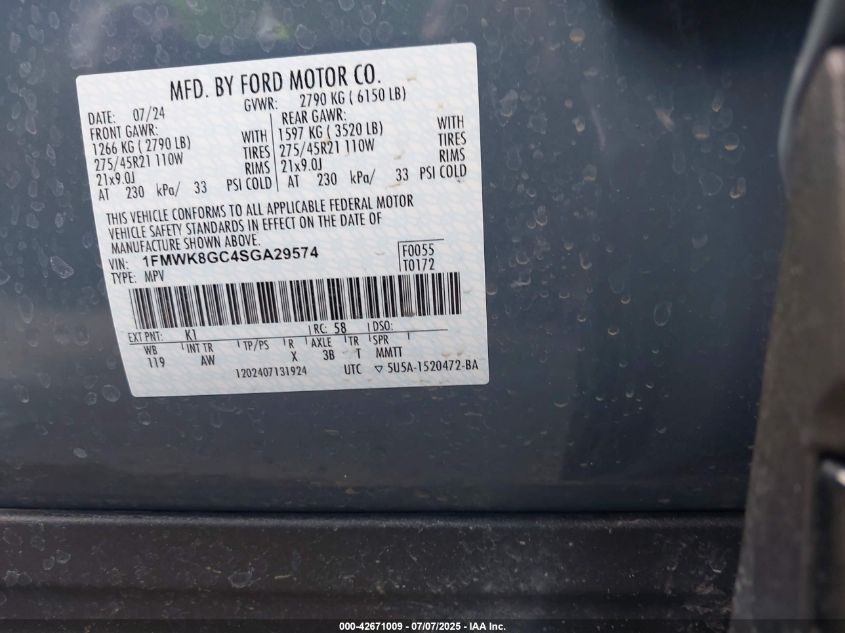 MFD. BY FORD MOTOR CO.
DATE: 07/24 GVWR: 2790 KG ( 6150 LB)
FRONT GAWR: REAR GAWR:
1266 KG ( 2790 LB) WITH 1597 KG ( 3520 LB) WITH
275/45R21 110W TIRES 275/45R21 110W TIRES
21x9.0J RIMS 21x9.0J RIMS
AT 230 kPa/ 33 PSI COLD AT 230 kPa/ 33 PSI COLD
THIS VEHICLE CONFORMS TO ALL APPLICABLE FEDERAL MOTOR
VEHICLE SAFETY STANDARDS IN EFFECT ON THE DATE OF
MANUFACTURE SHOWN ABOVE.
VIN: 1FMWK8GC4SGA29574 F0055
TYPE: MPV T0172
EXT PNT: K1 RC: 58 DSO:
WB INT TR TP/PS R AXLE TR SPR
119 AW X 3B T MMTT
1202407131924 UTC ▽ 5U5A-1520472-BA
000-42671009 - 07/07/2025 - IAA Inc.